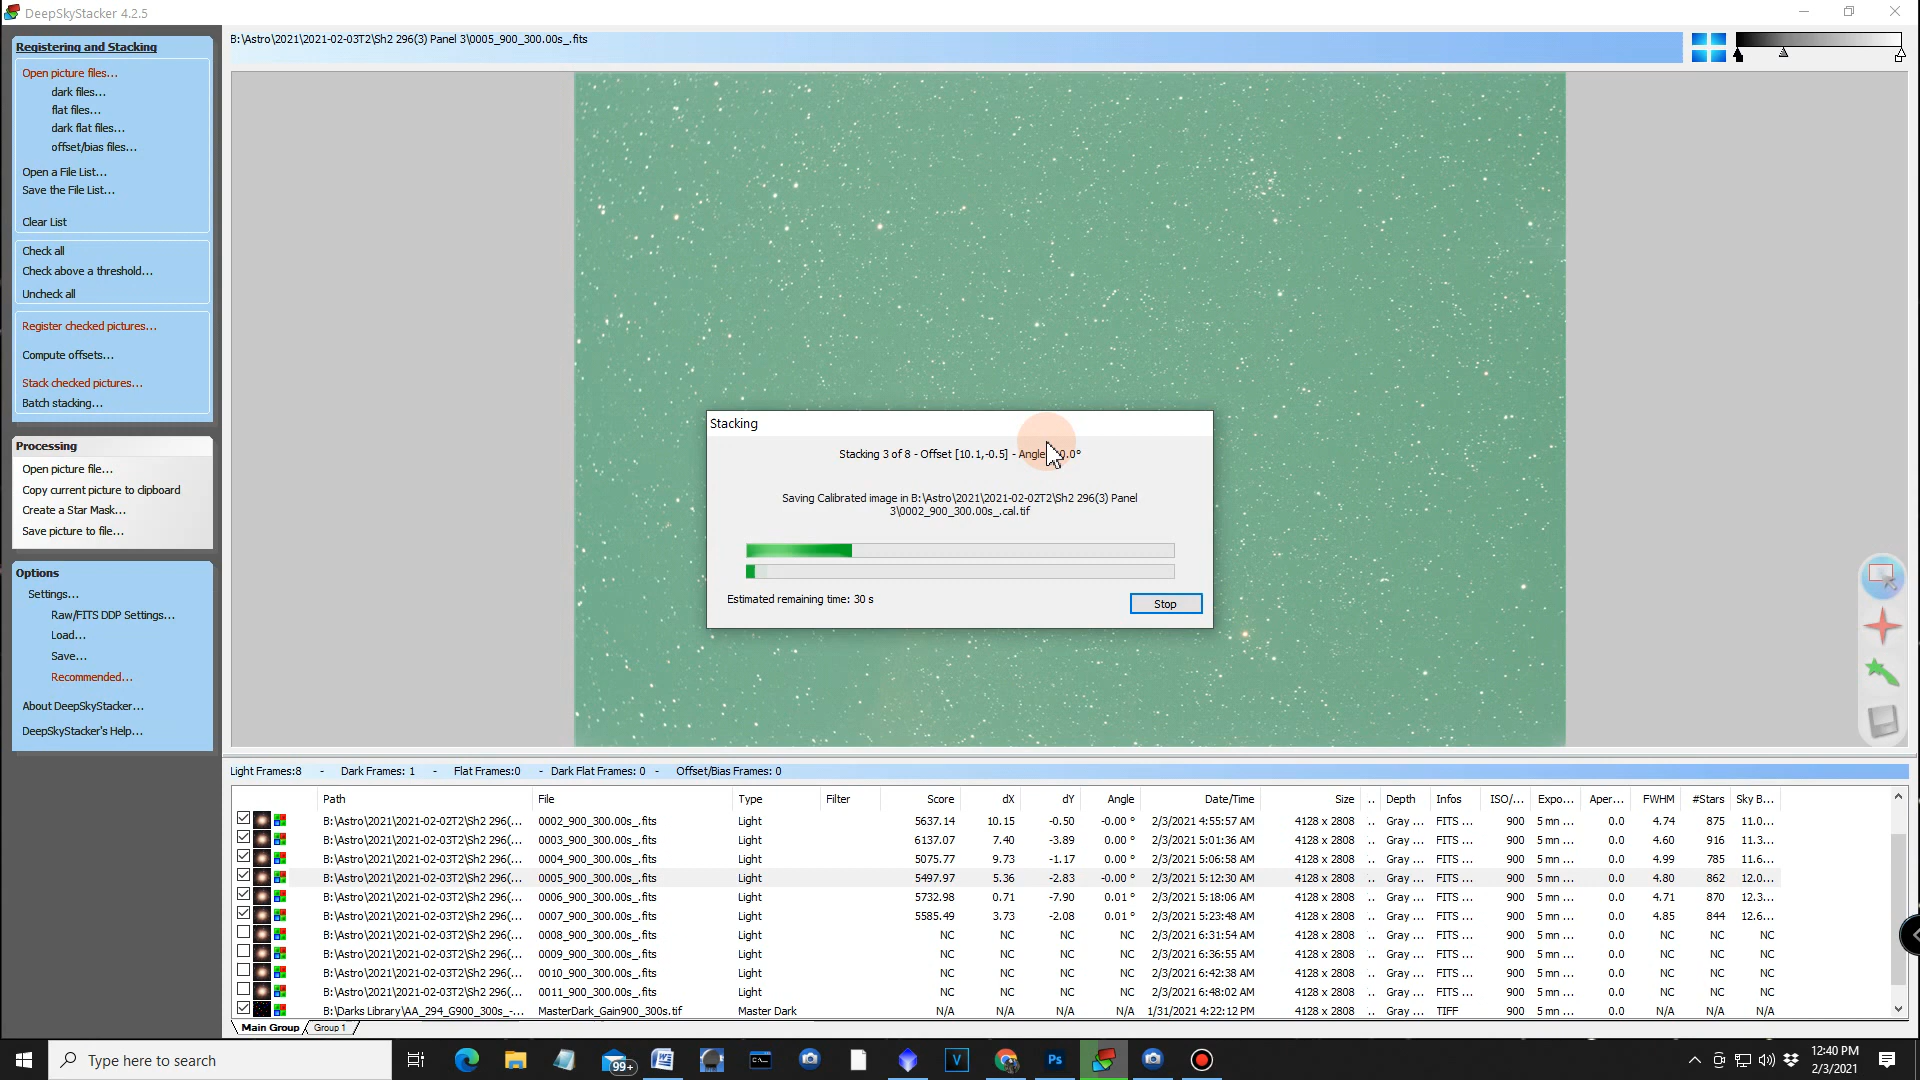 DeepSkyStacker 4.2.5
Registering and Stacking
Open picture files...
dark files...
flat files...
dark flat files...
offset/bias files...
Open a File List...
Save the File List...
Clear List
Check all
Check above a threshold...
Uncheck all
Register checked pictures...
Compute offsets...
Stack checked pictures...
Batch stacking...
Processing
Open picture file...
Copy current picture to clipboard
Create a Star Mask...
Save picture to file...
Options
Settings...
Raw/FITS DDP Settings...
Load...
Save...
Recommended...
About DeepSkyStacker...
DeepSkyStacker's Help...
B:\Astro\2021\2021-02-03T2\Sh2 296(3) Panel 3\0005_900_300.00s_.fits
Stacking
Stacking 3 of 8 - Offset [10.1,-0.5] - Angle 0.0°
Saving Calibrated image in B:\Astro\2021\2021-02-02T2\Sh2 296(3) Panel
3\0002_900_300.00s_.cal.tif
Estimated remaining time: 30 s
Stop
Light Frames:8 - Dark Frames: 1 - Flat Frames:0 - Dark Flat Frames: 0 - Offset/Bias Frames: 0
Path File Type Filter Score dX dY Angle Date/Time Size .. Depth Infos ISO/... Expo... Aper... FWHM #Stars Sky B...
B:\Astro\2021\2021-02-02T2\Sh2 296(... 0002_900_300.00s_.fits Light 5637.14 10.15 -0.50 -0.00 ° 2/3/2021 4:55:57 AM 4128 x 2808 .. Gray ... FITS ... 900 5 mn ... 0.0 4.74 875 11.0...
B:\Astro\2021\2021-02-03T2\Sh2 296(... 0003_900_300.00s_.fits Light 6137.07 7.40 -3.89 0.00 ° 2/3/2021 5:01:36 AM 4128 x 2808 .. Gray ... FITS ... 900 5 mn ... 0.0 4.60 916 11.3...
B:\Astro\2021\2021-02-03T2\Sh2 296(... 0004_900_300.00s_.fits Light 5075.77 9.73 -1.17 0.00 ° 2/3/2021 5:06:58 AM 4128 x 2808 .. Gray ... FITS ... 900 5 mn ... 0.0 4.99 785 11.6...
B:\Astro\2021\2021-02-03T2\Sh2 296(... 0005_900_300.00s_.fits Light 5497.97 5.36 -2.83 -0.00 ° 2/3/2021 5:12:30 AM 4128 x 2808 .. Gray ... FITS ... 900 5 mn ... 0.0 4.80 862 12.0...
B:\Astro\2021\2021-02-03T2\Sh2 296(... 0006_900_300.00s_.fits Light 5732.98 0.71 -7.90 0.01 ° 2/3/2021 5:18:06 AM 4128 x 2808 .. Gray ... FITS ... 900 5 mn ... 0.0 4.71 870 12.3...
B:\Astro\2021\2021-02-03T2\Sh2 296(... 0007_900_300.00s_.fits Light 5585.49 3.73 -2.08 0.01 ° 2/3/2021 5:23:48 AM 4128 x 2808 .. Gray ... FITS ... 900 5 mn ... 0.0 4.85 844 12.6...
B:\Astro\2021\2021-02-03T2\Sh2 296(... 0008_900_300.00s_.fits Light NC NC NC NC 2/3/2021 6:31:54 AM 4128 x 2808 .. Gray ... FITS ... 900 5 mn ... 0.0 NC NC NC
B:\Astro\2021\2021-02-03T2\Sh2 296(... 0009_900_300.00s_.fits Light NC NC NC NC 2/3/2021 6:36:55 AM 4128 x 2808 .. Gray ... FITS ... 900 5 mn ... 0.0 NC NC NC
B:\Astro\2021\2021-02-03T2\Sh2 296(... 0010_900_300.00s_.fits Light NC NC NC NC 2/3/2021 6:42:38 AM 4128 x 2808 .. Gray ... FITS ... 900 5 mn ... 0.0 NC NC NC
B:\Astro\2021\2021-02-03T2\Sh2 296(... 0011_900_300.00s_.fits Light NC NC NC NC 2/3/2021 6:48:02 AM 4128 x 2808 .. Gray ... FITS ... 900 5 mn ... 0.0 NC NC NC
B:\Darks Library\AA_294_G900_300s_-... MasterDark_Gain900_300s.tif Master Dark N/A N/A N/A N/A 1/31/2021 4:22:12 PM 4128 x 2808 .. Gray ... TIFF 900 5 mn ... 0.0 N/A N/A N/A
Main Group Group 1
Type here to search
99+
V
Ps
12:40 PM
2/3/2021